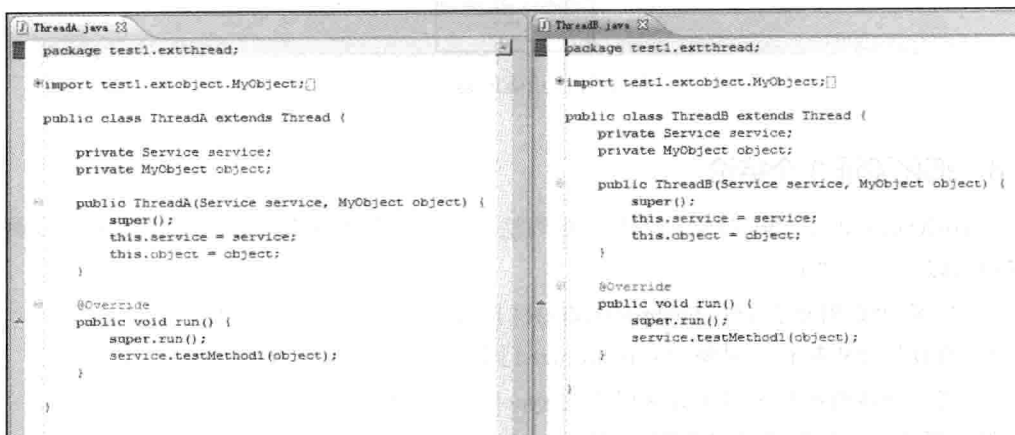 ThreadA.java
package test1.extthread;
import test1.extobject.MyObject;
public class ThreadA extends Thread {
private Service service;
private MyObject object;
public ThreadA(Service service, MyObject object) {
super();
this.service = service;
this.object = object;
}
@Override
public void run() {
super.run();
service.testMethod1(object);
}
}
ThreadB.java
package test1.extthread;
import test1.extobject.MyObject;
public class ThreadB extends Thread {
private Service service;
private MyObject object;
public ThreadB(Service service, MyObject object) {
super();
this.service = service;
this.object = object;
}
@Override
public void run() {
super.run();
service.testMethod1(object);
}
}